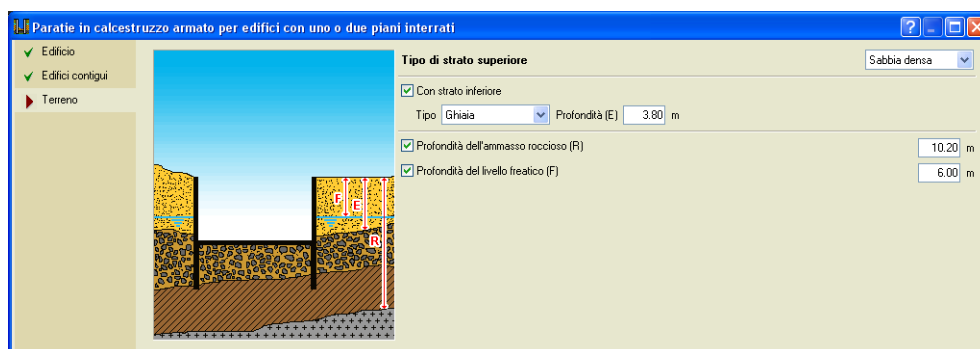 Paratie in calcestruzzo armato per edifici con uno o due piani interrati
Edificio
Edifici contigui
Terreno
Tipo di strato superiore
Sabbia densa
Con strato inferiore
Tipo Ghiaia Profondità (E) 3.80 m
Profondità dell'ammasso roccioso (R) 10.20 m
Profondità del livello freatico (F) 6.00 m
F
E
R